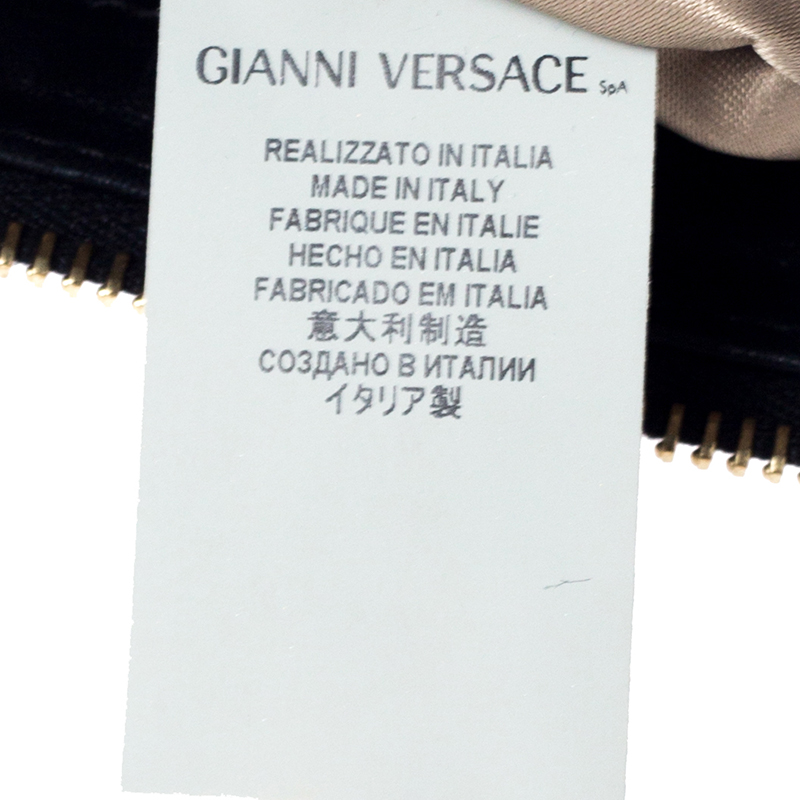 GIANNI VERSACE SpA
REALIZZATO IN ITALIA
MADE IN ITALY
FABRIQUE EN ITALIE
HECHO EN ITALIA
FABRICADO EM ITALIA
意大利制造
СОЗДАНО В ИТАЛИИ
イタリア製